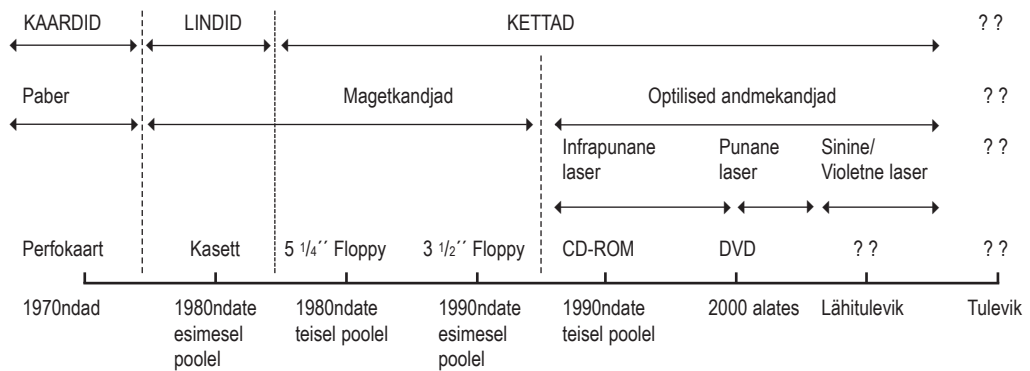 KAARDID LINDID KETTAD ? ?
Paber Magetkandjad Optilised andmekandjad ? ?
Infrapunane laser Punane laser Sinine/ Violetne laser ? ?
Perfokaart Kasett 5 1/4´´ Floppy 3 1/2´´ Floppy CD-ROM DVD ? ? ? ?
1970ndad 1980ndate esimesel poolel 1980ndate teisel poolel 1990ndate esimesel poolel 1990ndate teisel poolel 2000 alates Lähitulevik Tulevik